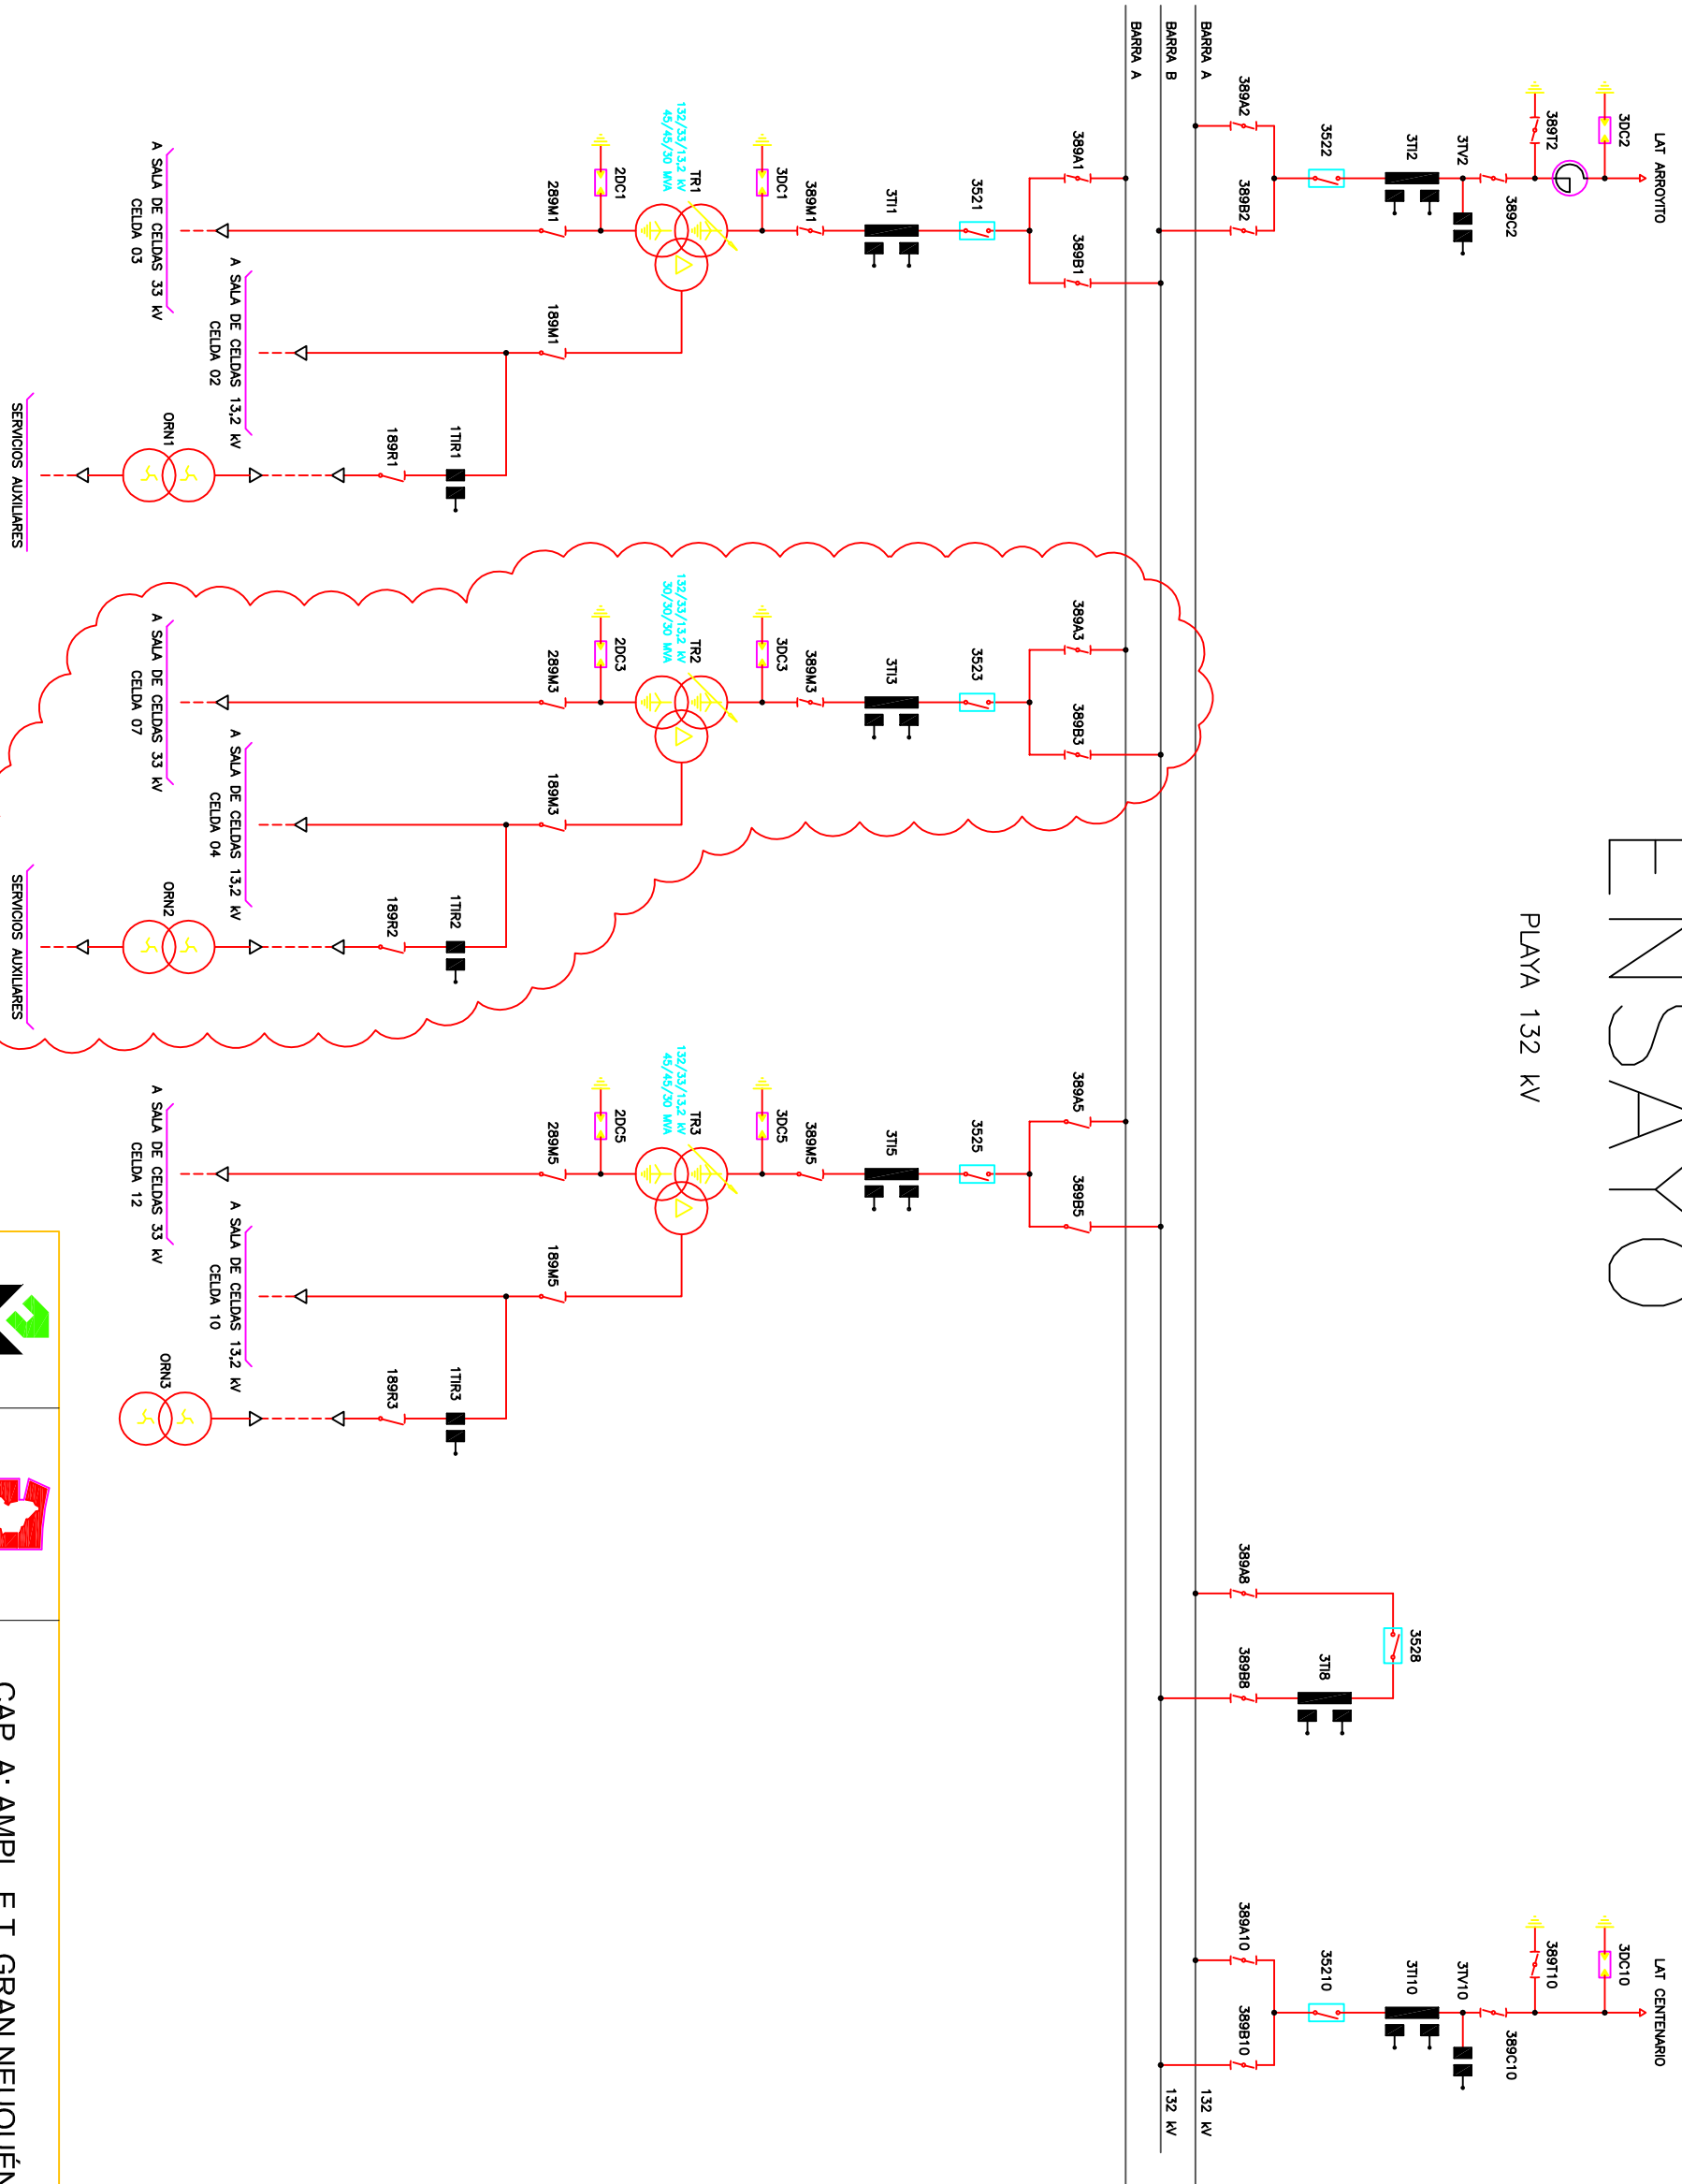 ENSAYO
PLAYA 132 kV
LAT ARROYITO
3DC2
389T2
389C2
3TV2
3TI2
3522
389A2
389B2
LAT CENTENARIO
3DC10
389T10
389C10
3TV10
3TI10
35210
389A10
389B10
3528
3TI8
389A8
389B8
BARRA A
132 kV
BARRA B
132 kV
BARRA A
389A1
389B1
3521
3TI1
389M1
3DC1
TR1
132/33/13,2 kV
45/45/30 MVA
2DC1
289M1
189M1
1TIR1
189R1
A SALA DE CELDAS 13,2 kV
CELDA 02
ORN1
A SALA DE CELDAS 33 kV
CELDA 03
SERVICIOS AUXILIARES
389A3
389B3
3523
3TI3
389M3
3DC3
TR2
132/33/13,2 kV
30/30/30 MVA
2DC3
289M3
189M3
1TIR2
189R2
A SALA DE CELDAS 13,2 kV
CELDA 04
ORN2
A SALA DE CELDAS 33 kV
CELDA 07
SERVICIOS AUXILIARES
389A5
389B5
3525
3TI5
389M5
3DC5
TR3
132/33/13,2 kV
45/45/30 MVA
2DC5
289M5
189M5
1TIR3
189R3
A SALA DE CELDAS 13,2 kV
CELDA 10
ORN3
A SALA DE CELDAS 33 kV
CELDA 12
CAP A: AMPL E.T. GRAN NEUQUÉN